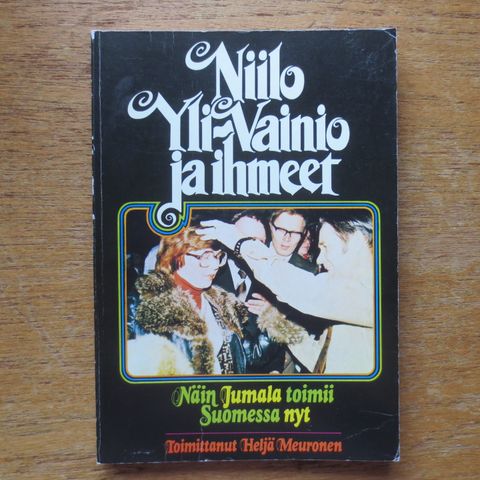 Niilo
Yli-Vainio
ja ihmeet
Näin Jumala toimii
Suomessa nyt
Toimittanut Heljä Meuronen